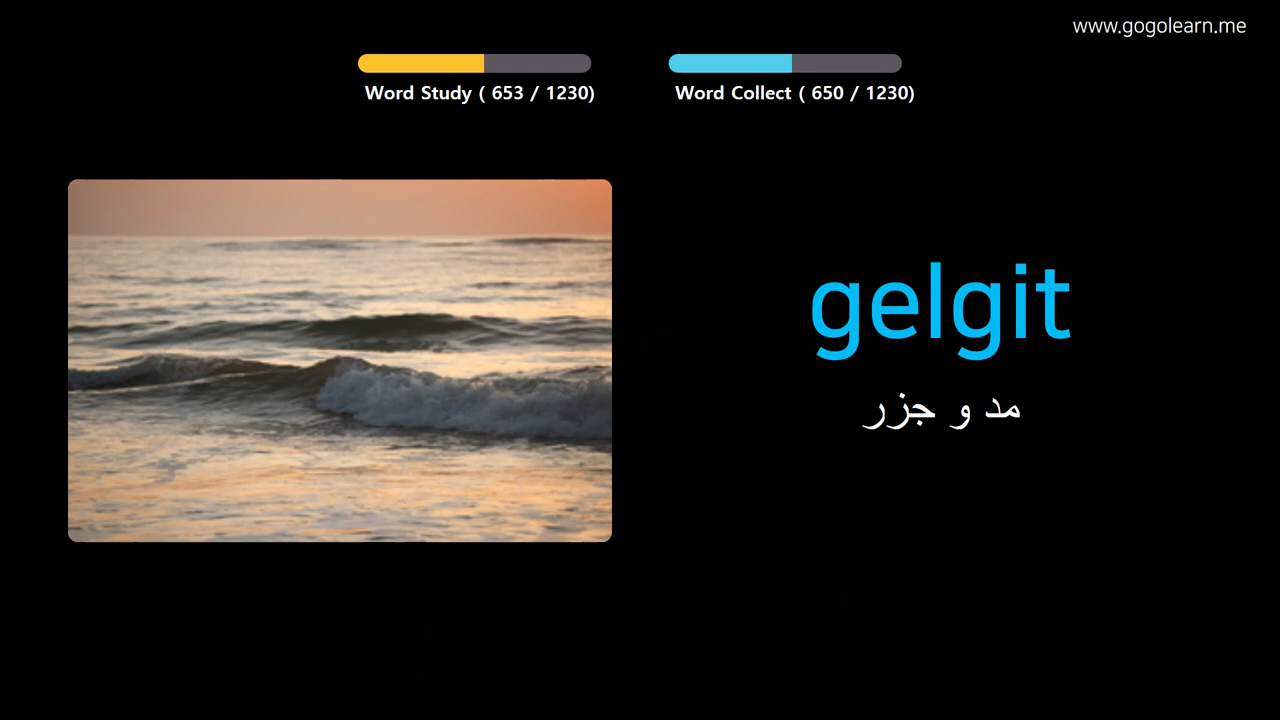 www.gogolearn.me
Word Study ( 653 / 1230)
Word Collect ( 650 / 1230)
gelgit
مد و جزر